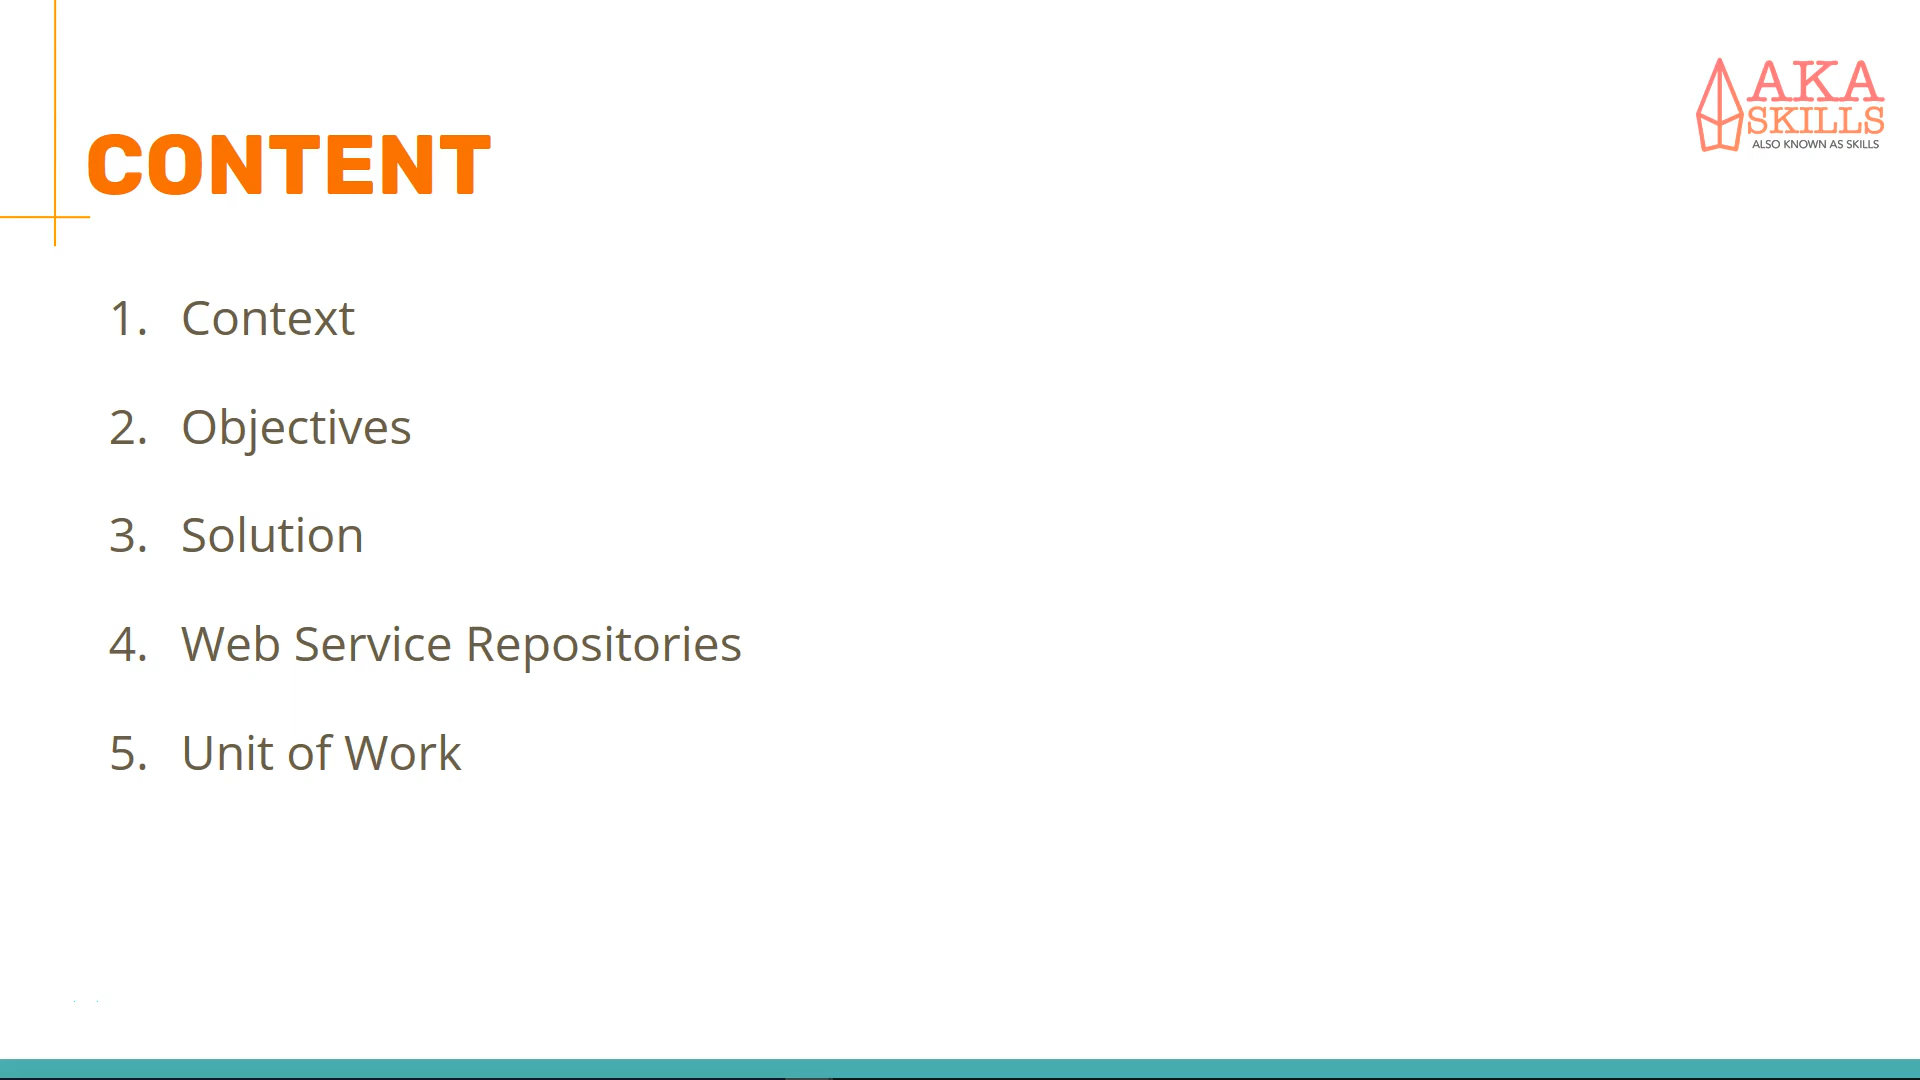 AKA
SKILLS
ALSO KNOWN AS SKILLS
CONTENT
1. Context
2. Objectives
3. Solution
4. Web Service Repositories
5. Unit of Work